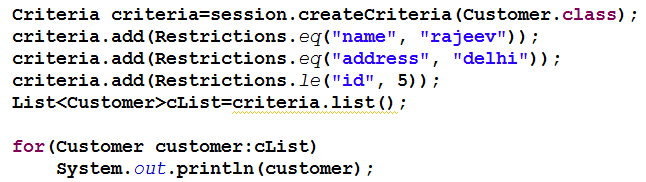 Criteria criteria=session.createCriteria(Customer.class);
criteria.add(Restrictions.eq("name", "rajeev"));
criteria.add(Restrictions.eq("address", "delhi"));
criteria.add(Restrictions.le("id", 5));
List<Customer>cList=criteria.list();
for(Customer customer:cList)
System.out.println(customer);